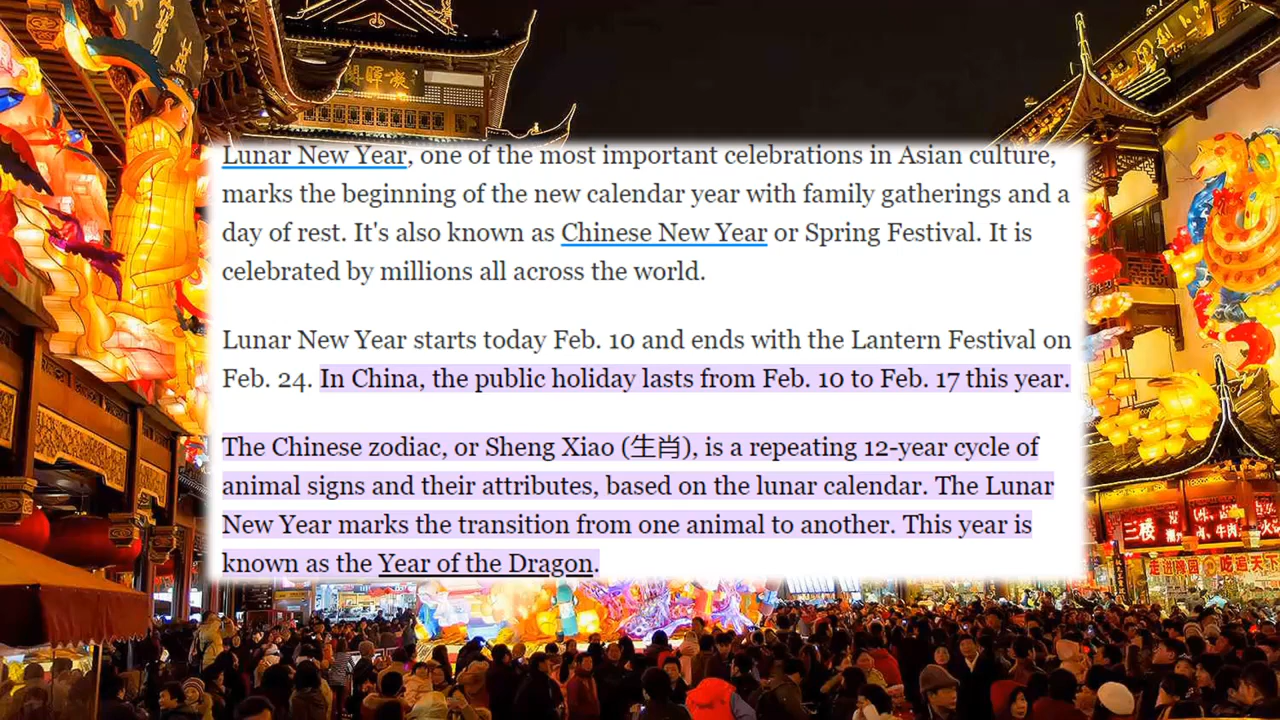 Lunar New Year, one of the most important celebrations in Asian culture,
marks the beginning of the new calendar year with family gatherings and a
day of rest. It's also known as Chinese New Year or Spring Festival. It is
celebrated by millions all across the world.
Lunar New Year starts today Feb. 10 and ends with the Lantern Festival on
Feb. 24. In China, the public holiday lasts from Feb. 10 to Feb. 17 this year.
The Chinese zodiac, or Sheng Xiao (生肖), is a repeating 12-year cycle of
animal signs and their attributes, based on the lunar calendar. The Lunar
New Year marks the transition from one animal to another. This year is
known as the Year of the Dragon.
三楼